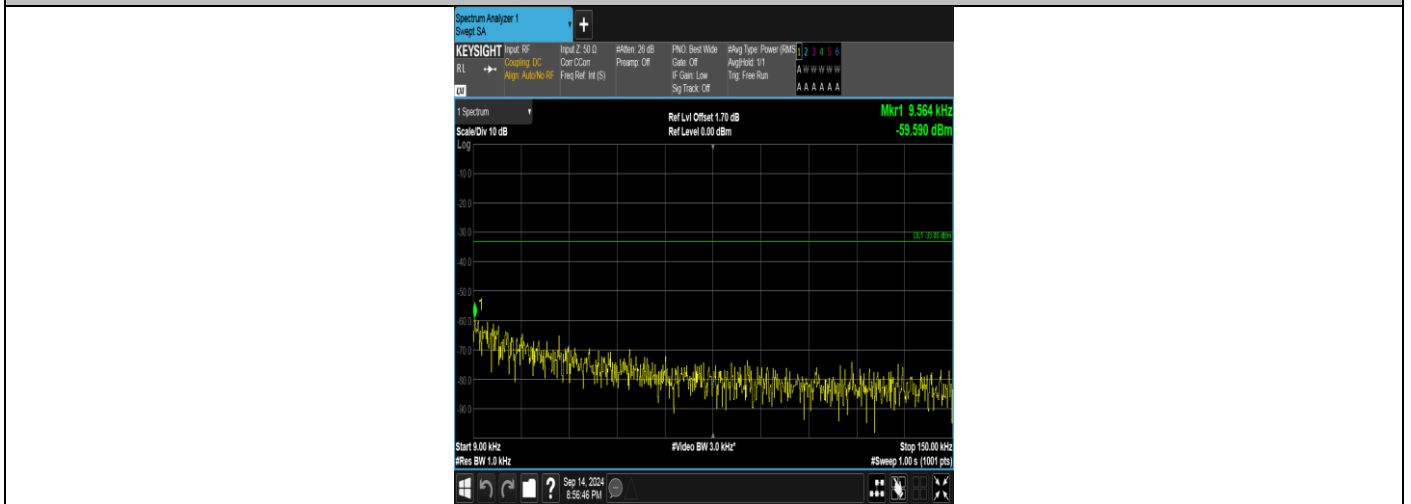 Spectrum Analyzer 1
Swept SA
+
KEYSIGHT Input: RF Input Z: 50 Ω #Atten: 26 dB PNO: Best Wide #Avg Type: Power (RMS 1 2 3 4 5 6
RL Coupling: DC Corr CCorr Preamp: Off Gate: Off Avg|Hold: 1/1 A W W W W W
Align: Auto/No RF Freq Ref: Int (S) IF Gain: Low Trig: Free Run
Sig Track: Off A A A A A A
1 Spectrum Ref Lvl Offset 1.70 dB Mkr1 9.564 kHz
Scale/Div 10 dB Ref Level 0.00 dBm -59.590 dBm
Log
-10.0
-20.0
-30.0
DL1 -33.00 dBm
-40.0
-50.0
1
-60.0
-70.0
-80.0
-90.0
Start 9.00 kHz #Video BW 3.0 kHz* Stop 150.00 kHz
#Res BW 1.0 kHz #Sweep 1.00 s (1001 pts)
? Sep 14, 2024
8:56:46 PM